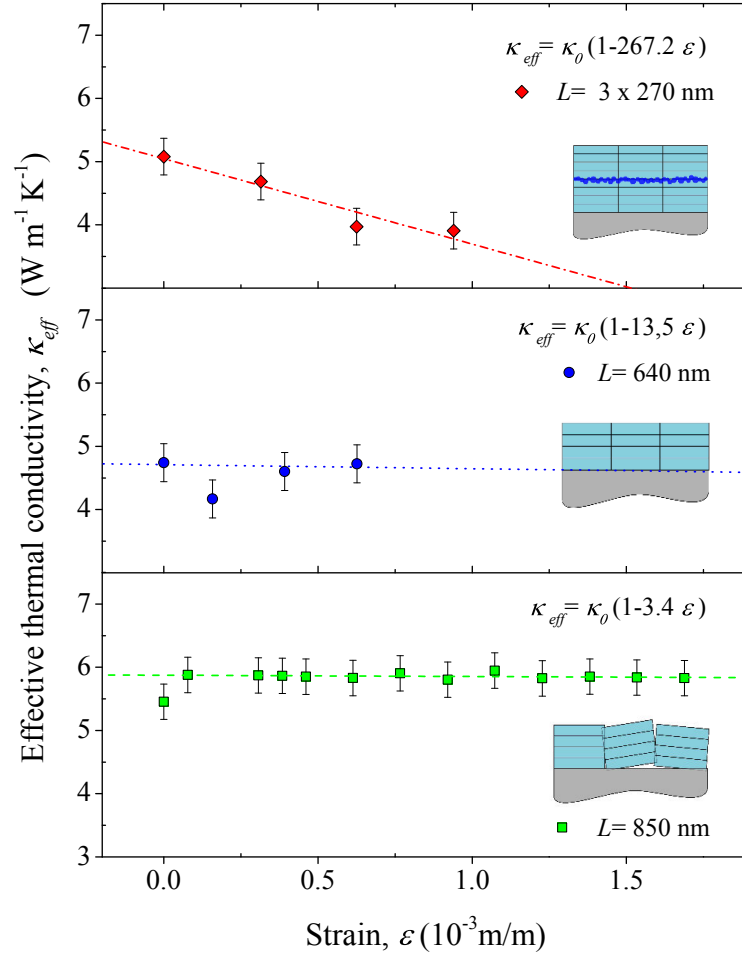 κeff = κ0 (1-267.2 ε)
L= 3 x 270 nm
7
6
5
4
κeff = κ0 (1-13,5 ε)
L= 640 nm
7
6
5
4
κeff = κ0 (1-3.4 ε)
L= 850 nm
7
6
5
4
3
0.0 0.5 1.0 1.5
Strain, ε (10⁻³m/m)
Effective thermal conductivity, κeff (W m⁻¹ K⁻¹)